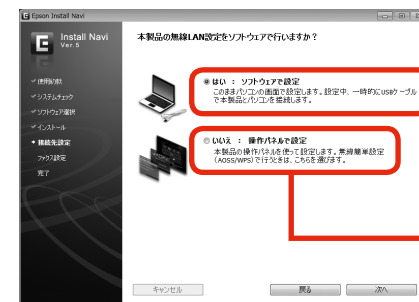 Epson Install Navi
Install Navi
Ver.5
本製品の無線LAN設定をソフトウェアで行いますか？
使用許諾
システムチェック
ソフトウェア選択
インストール
接続先設定
ファクス設定
完了
はい ： ソフトウェアで設定
このままパソコンの画面で設定します。設定中、一時的にUSBケーブル
で本製品とパソコンを接続します。
いいえ ： 操作パネルで設定
本製品の操作パネルを使って設定します。無線簡単設定
（AOSS/WPS）で行うときは、こちらを選びます。
キャンセル
戻る
次へ